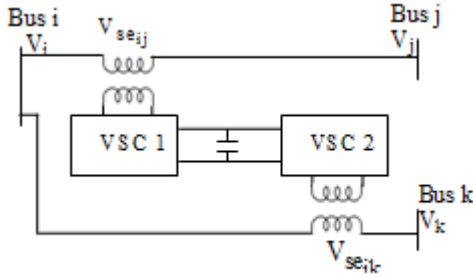 Bus i
V_i
V_se_ij
Bus j
V_j
VSC 1
VSC 2
Bus k
V_k
V_se_ik